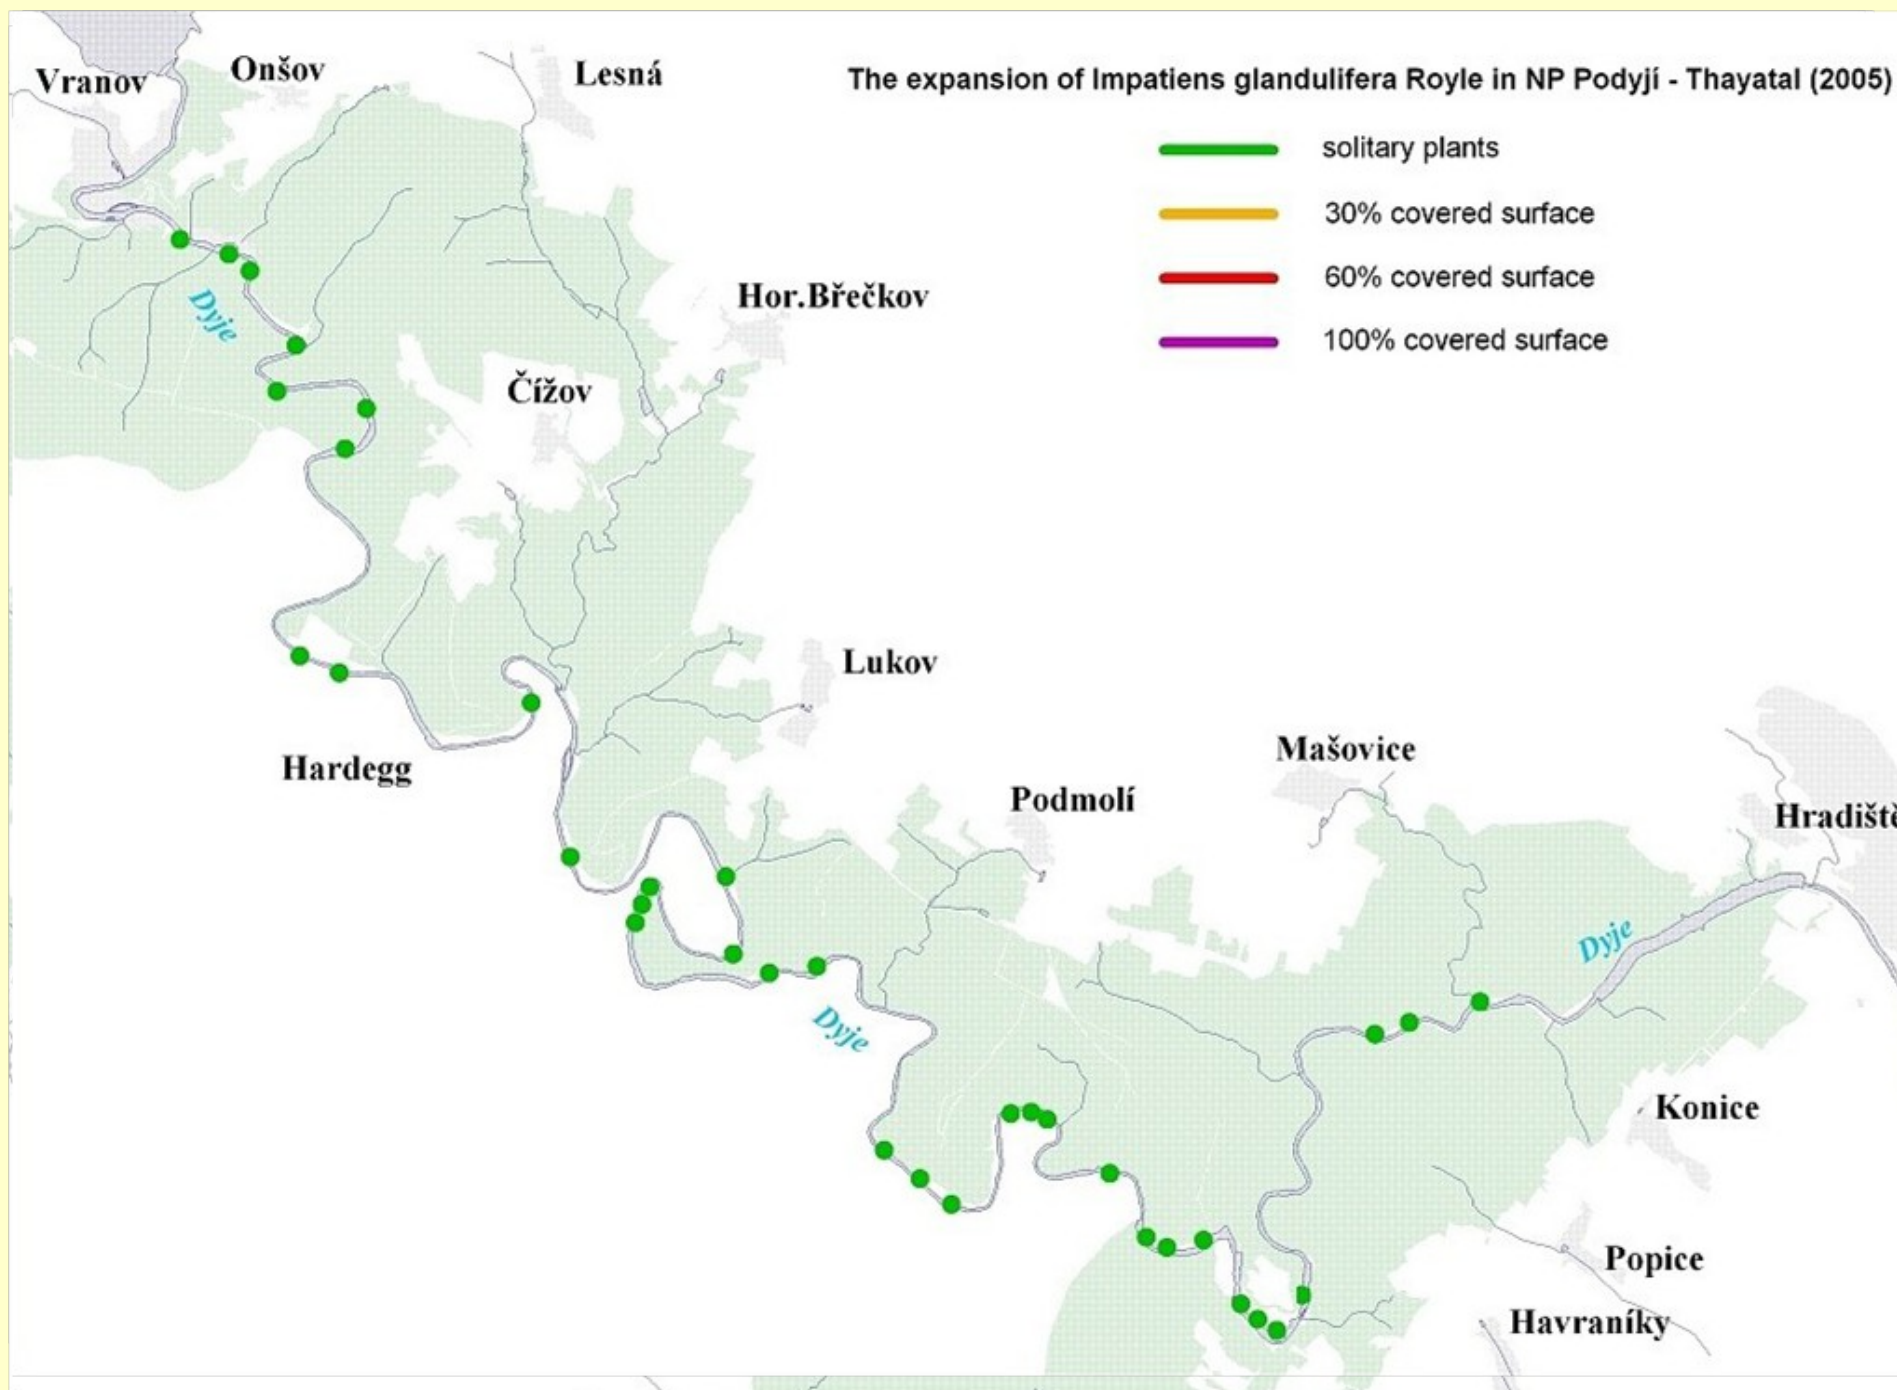 The expansion of Impatiens glandulifera Royle in NP Podyjí - Thayatal (2005)
solitary plants
30% covered surface
60% covered surface
100% covered surface
Vranov
Onšov
Lesná
Dyje
Hor.Břečkov
Čížov
Lukov
Hardegg
Podmolí
Mašovice
Hradiště
Dyje
Dyje
Konice
Popice
Havraníky